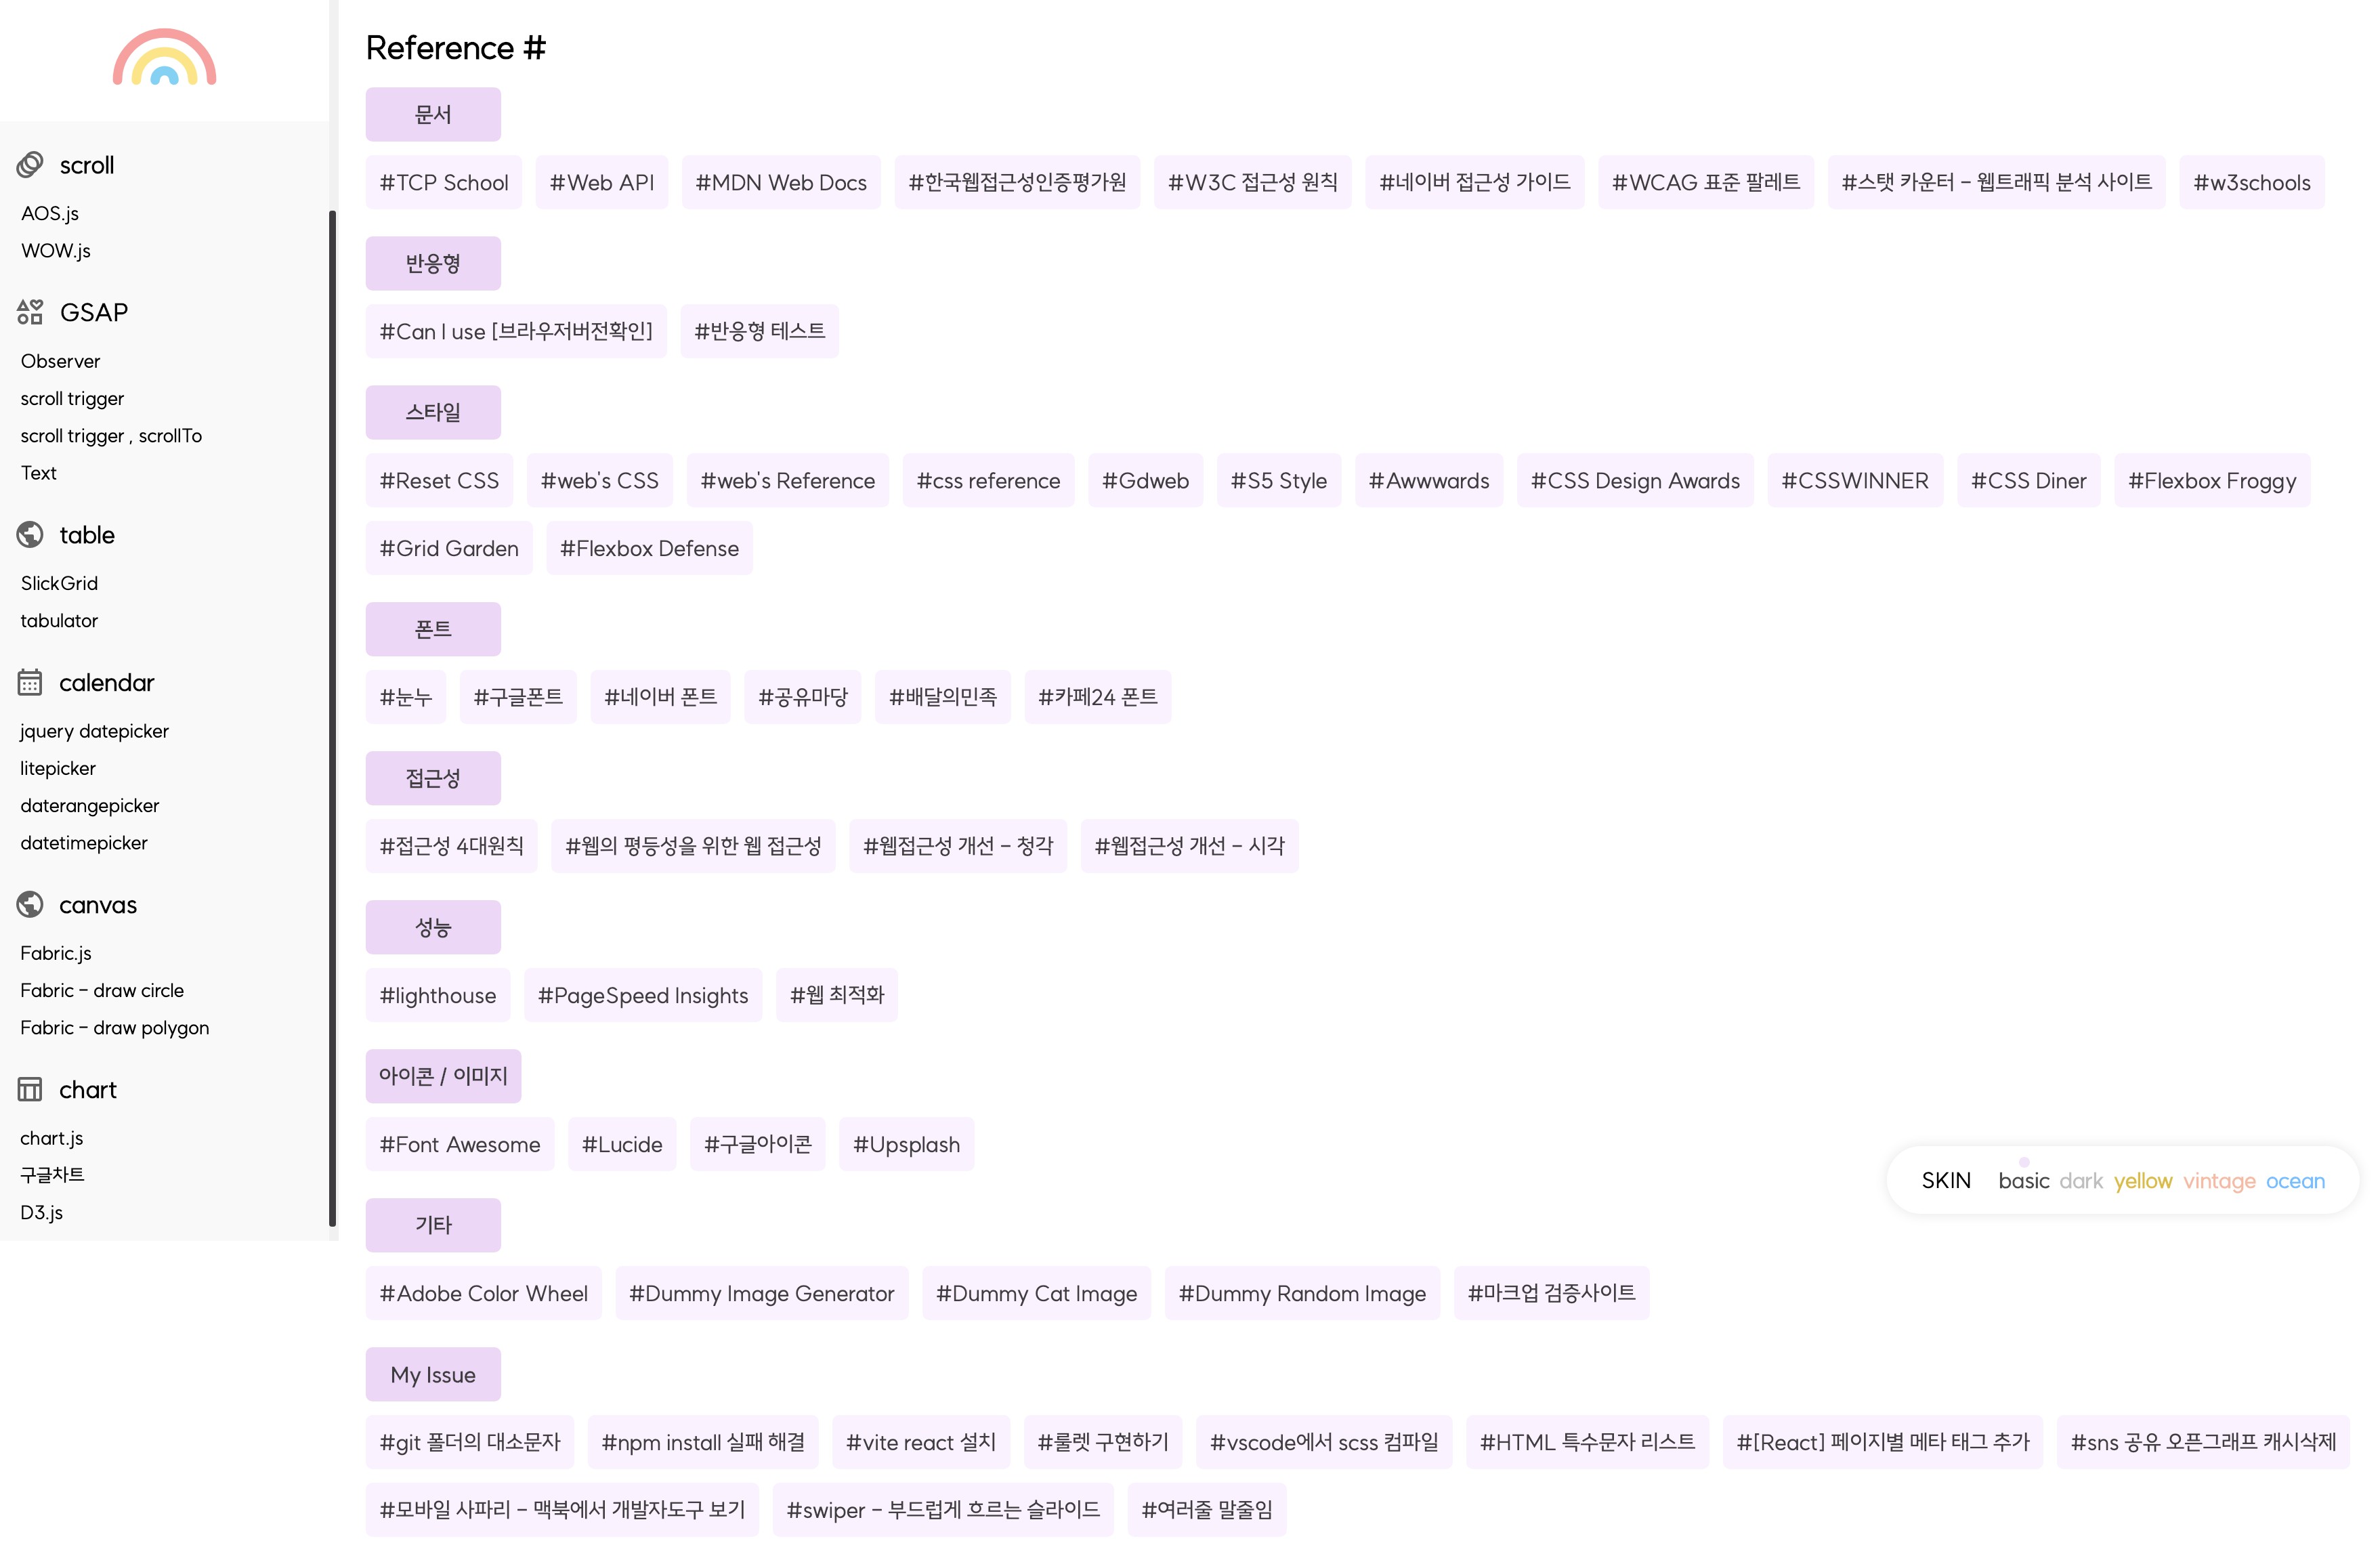 scroll
AOS.js
WOW.js
GSAP
Observer
scroll trigger
scroll trigger , scrollTo
Text
table
SlickGrid
tabulator
calendar
jquery datepicker
litepicker
daterangepicker
datetimepicker
canvas
Fabric.js
Fabric - draw circle
Fabric - draw polygon
chart
chart.js
구글차트
D3.js
Reference #
문서
#TCP School #Web API #MDN Web Docs #한국웹접근성인증평가원 #W3C 접근성 원칙 #네이버 접근성 가이드 #WCAG 표준 팔레트 #스탯 카운터 - 웹트래픽 분석 사이트 #w3schools
반응형
#Can I use [브라우저버전확인] #반응형 테스트
스타일
#Reset CSS #web's CSS #web's Reference #css reference #Gdweb #S5 Style #Awwwards #CSS Design Awards #CSSWINNER #CSS Diner #Flexbox Froggy
#Grid Garden #Flexbox Defense
폰트
#눈누 #구글폰트 #네이버 폰트 #공유마당 #배달의민족 #카페24 폰트
접근성
#접근성 4대원칙 #웹의 평등성을 위한 웹 접근성 #웹접근성 개선 - 청각 #웹접근성 개선 - 시각
성능
#lighthouse #PageSpeed Insights #웹 최적화
아이콘 / 이미지
#Font Awesome #Lucide #구글아이콘 #Upsplash
SKIN basic dark yellow vintage ocean
기타
#Adobe Color Wheel #Dummy Image Generator #Dummy Cat Image #Dummy Random Image #마크업 검증사이트
My Issue
#git 폴더의 대소문자 #npm install 실패 해결 #vite react 설치 #룰렛 구현하기 #vscode에서 scss 컴파일 #HTML 특수문자 리스트 #[React] 페이지별 메타 태그 추가 #sns 공유 오픈그래프 캐시삭제
#모바일 사파리 - 맥북에서 개발자도구 보기 #swiper - 부드럽게 흐르는 슬라이드 #여러줄 말줄임